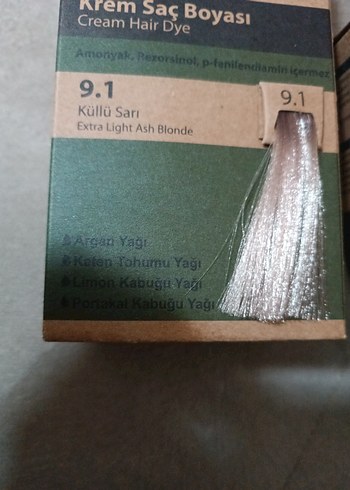 Krem Saç Boyası
Cream Hair Dye
Amonyak, Rezorsinol, p-fenilendiamin içermez
9.1
9.1
Küllü Sarı
Extra Light Ash Blonde
Argan Yağı
Keten Tohumu Yağı
Limon Kabuğu Yağı
Portakal Kabuğu Yağı